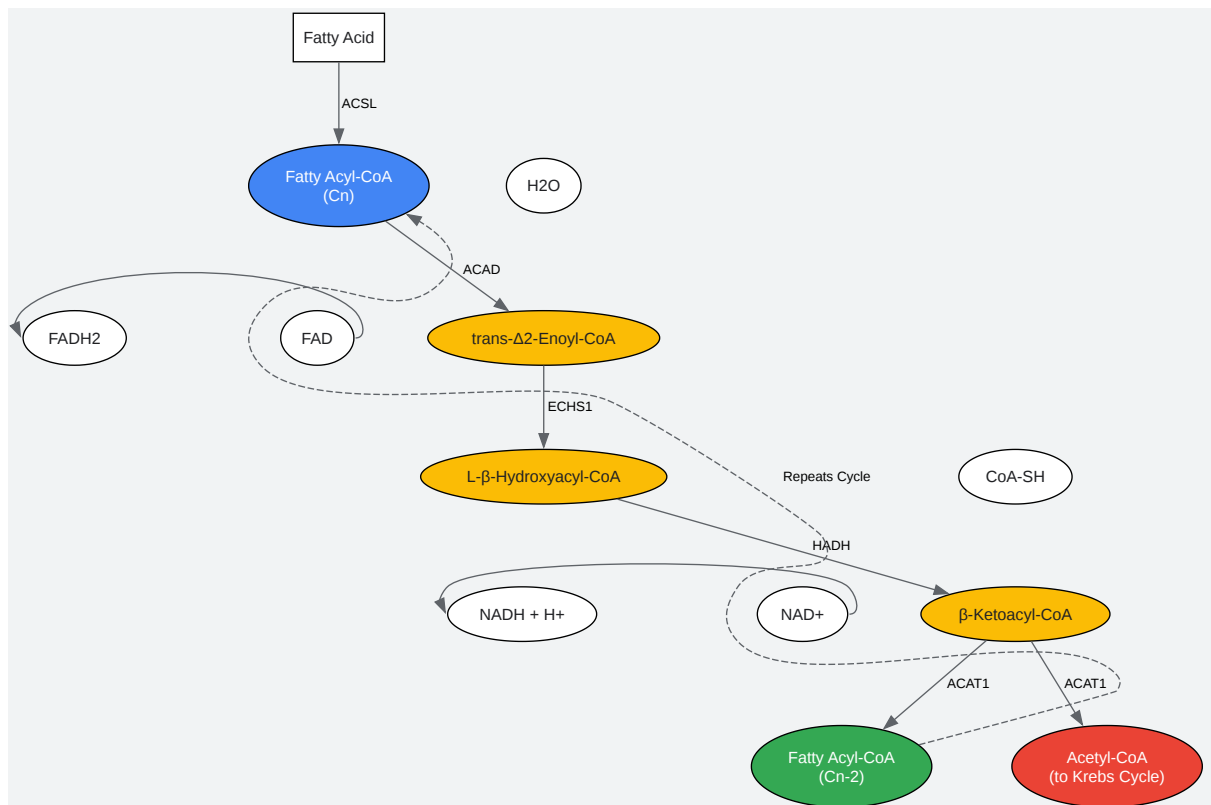 Fatty Acid
ACSL
Fatty Acyl-CoA
(Cn)
H2O
ACAD
FADH2
FAD
trans-Δ2-Enoyl-CoA
ECHS1
L-β-Hydroxyacyl-CoA
Repeats Cycle
CoA-SH
HADH
NADH + H+
NAD+
β-Ketoacyl-CoA
ACAT1
ACAT1
Fatty Acyl-CoA
(Cn-2)
Acetyl-CoA
(to Krebs Cycle)